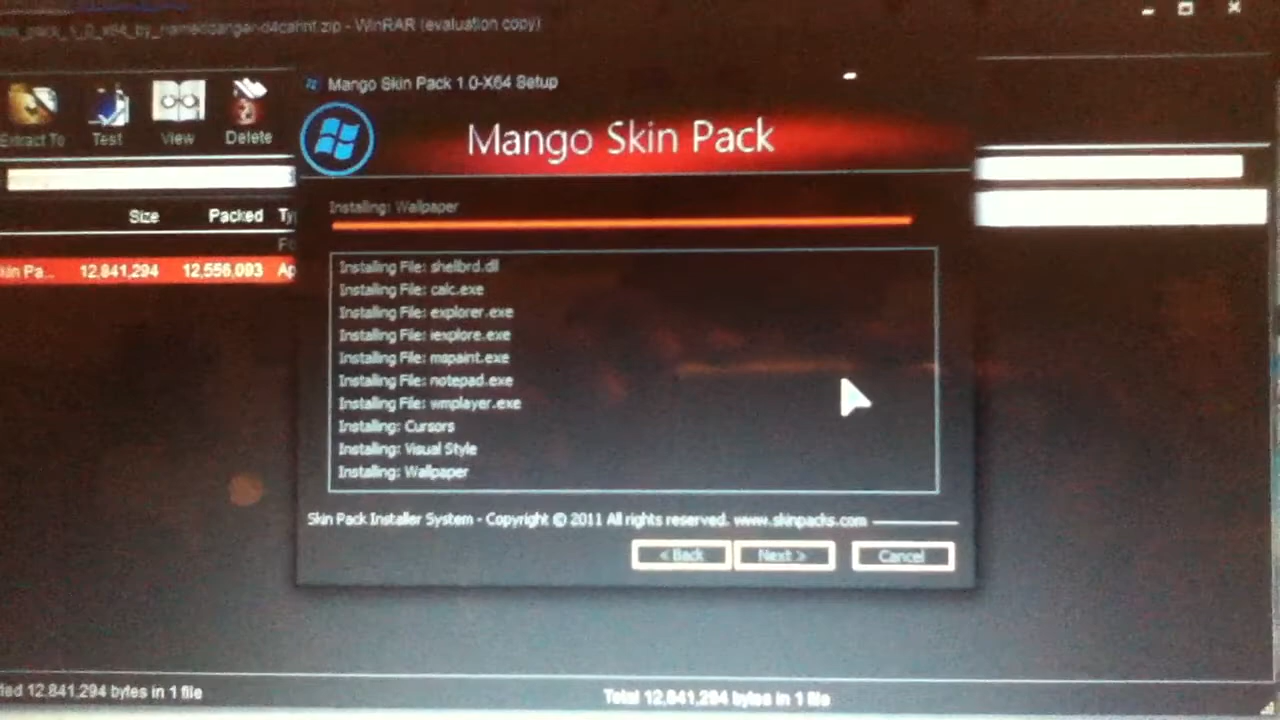 - WinRAR (evaluation copy)
Mango Skin Pack 1.0-X64 Setup
Extract To Test View Delete
Mango Skin Pack
Installing: Wallpaper
Size Packed
12,841,294 12,556,093 Ap
Installing File: shellbrd.dll
Installing File: calc.exe
Installing File: explorer.exe
Installing File: iexplore.exe
Installing File: mspaint.exe
Installing File: notepad.exe
Installing File: wmplayer.exe
Installing: Cursors
Installing: Visual Style
Installing: Wallpaper
Skin Pack Installer System - Copyright © 2011 All rights reserved. www.skinpacks.com
< Back Next > Cancel
12,841,294 bytes in 1 file
Total 12,841,294 bytes in 1 file